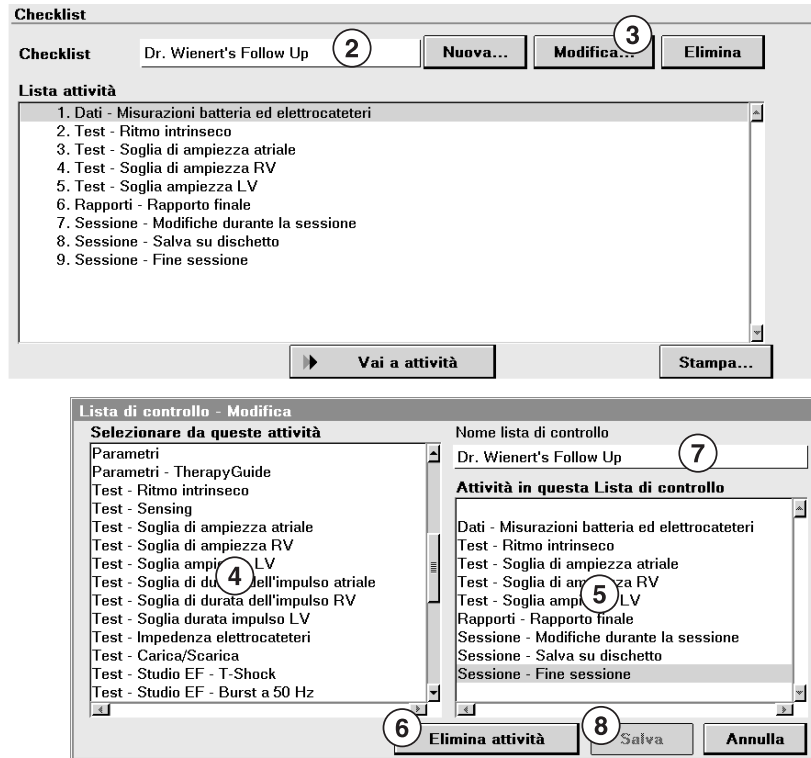 Checklist
Checklist Dr. Wienert's Follow Up 2 Nuova... Modifica... 3 Elimina
Lista attività
1. Dati - Misurazioni batteria ed elettrocateteri
2. Test - Ritmo intrinseco
3. Test - Soglia di ampiezza atriale
4. Test - Soglia di ampiezza RV
5. Test - Soglia ampiezza LV
6. Rapporti - Rapporto finale
7. Sessione - Modifiche durante la sessione
8. Sessione - Salva su dischetto
9. Sessione - Fine sessione
Vai a attività Stampa...
Lista di controllo - Modifica
Selezionare da queste attività
Parametri
Parametri - TherapyGuide
Test - Ritmo intrinseco
Test - Sensing
Test - Soglia di ampiezza atriale
Test - Soglia di ampiezza RV
Test - Soglia ampiezza LV
4
Test - Soglia di durata dell'impulso atriale
Test - Soglia di durata dell'impulso RV
Test - Soglia durata impulso LV
Test - Impedenza elettrocateteri
Test - Carica/Scarica
Test - Studio EF - T-Shock
Test - Studio EF - Burst a 50 Hz
Nome lista di controllo
Dr. Wienert's Follow Up 7
Attività in questa Lista di controllo
Dati - Misurazioni batteria ed elettrocateteri
Test - Ritmo intrinseco
Test - Soglia di ampiezza atriale
Test - Soglia di ampiezza RV
5
Test - Soglia ampiezza LV
Rapporti - Rapporto finale
Sessione - Modifiche durante la sessione
Sessione - Salva su dischetto
Sessione - Fine sessione
6 Elimina attività 8 Salva Annulla